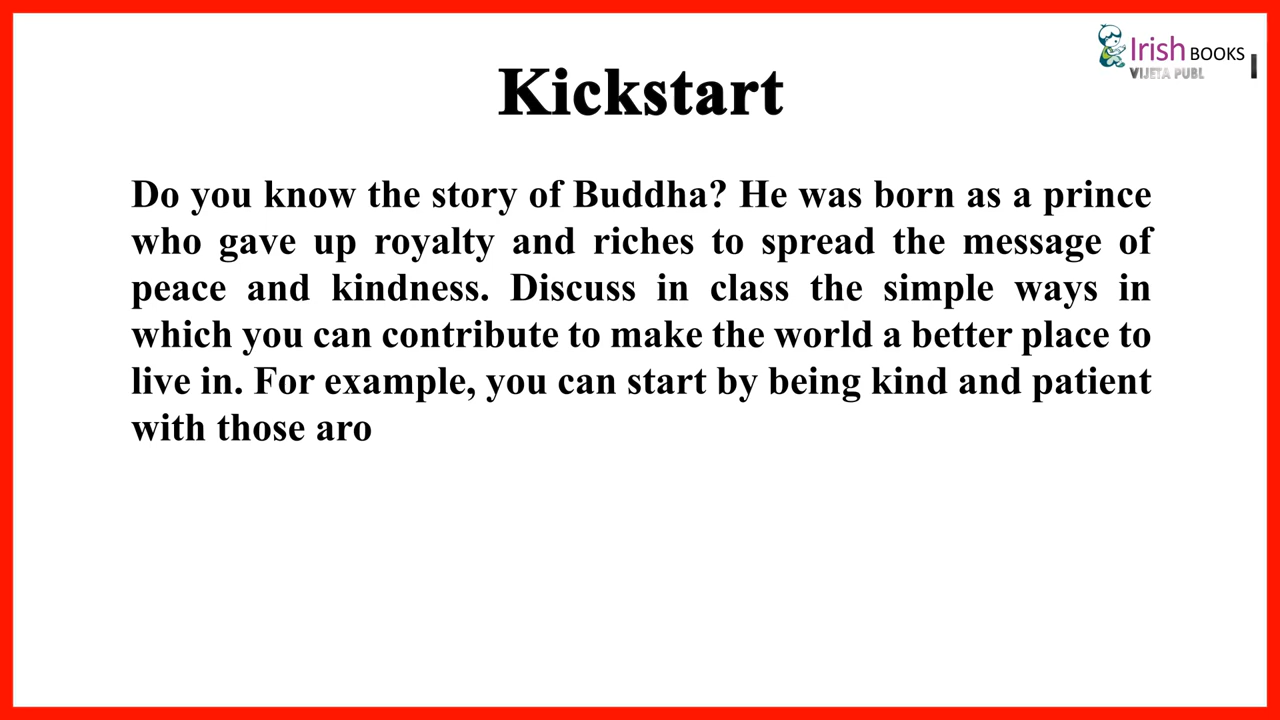 Irish BOOKS
VIJETA PUBL
Kickstart
Do you know the story of Buddha? He was born as a prince
who gave up royalty and riches to spread the message of
peace and kindness. Discuss in class the simple ways in
which you can contribute to make the world a better place to
live in. For example, you can start by being kind and patient
with those aro